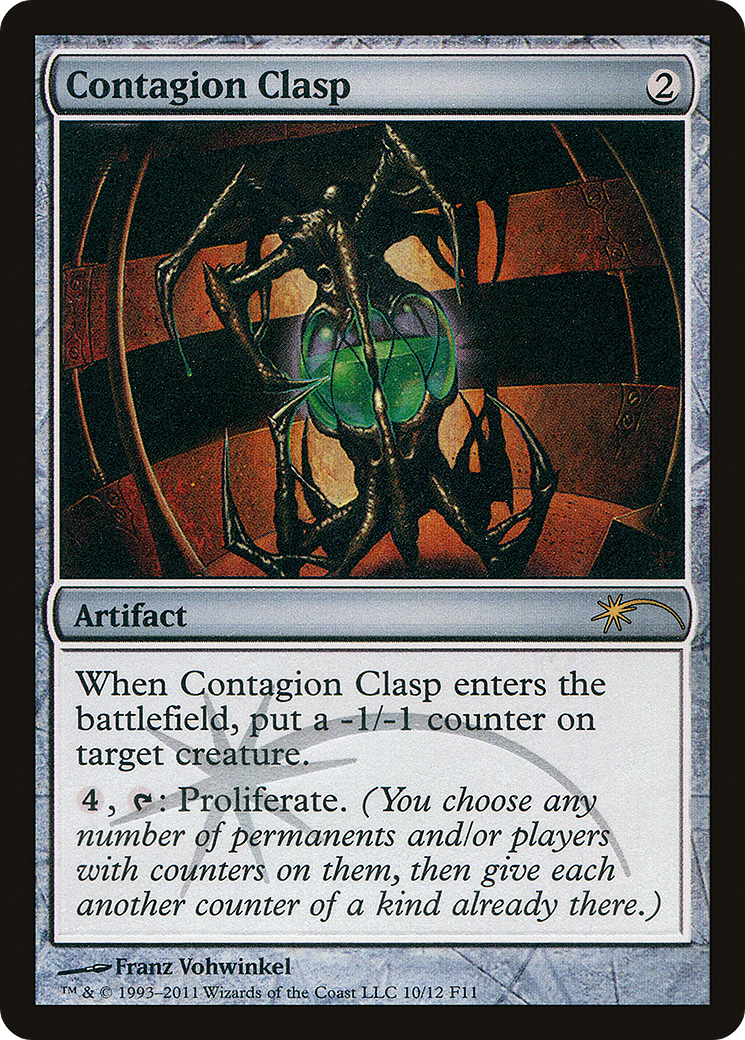 Contagion Clasp 2
Artifact
When Contagion Clasp enters the
battlefield, put a -1/-1 counter on
target creature.
4, : Proliferate. (You choose any
number of permanents and/or players
with counters on them, then give each
another counter of a kind already there.)
Franz Vohwinkel
™ & © 1993–2011 Wizards of the Coast LLC 10/12 F11